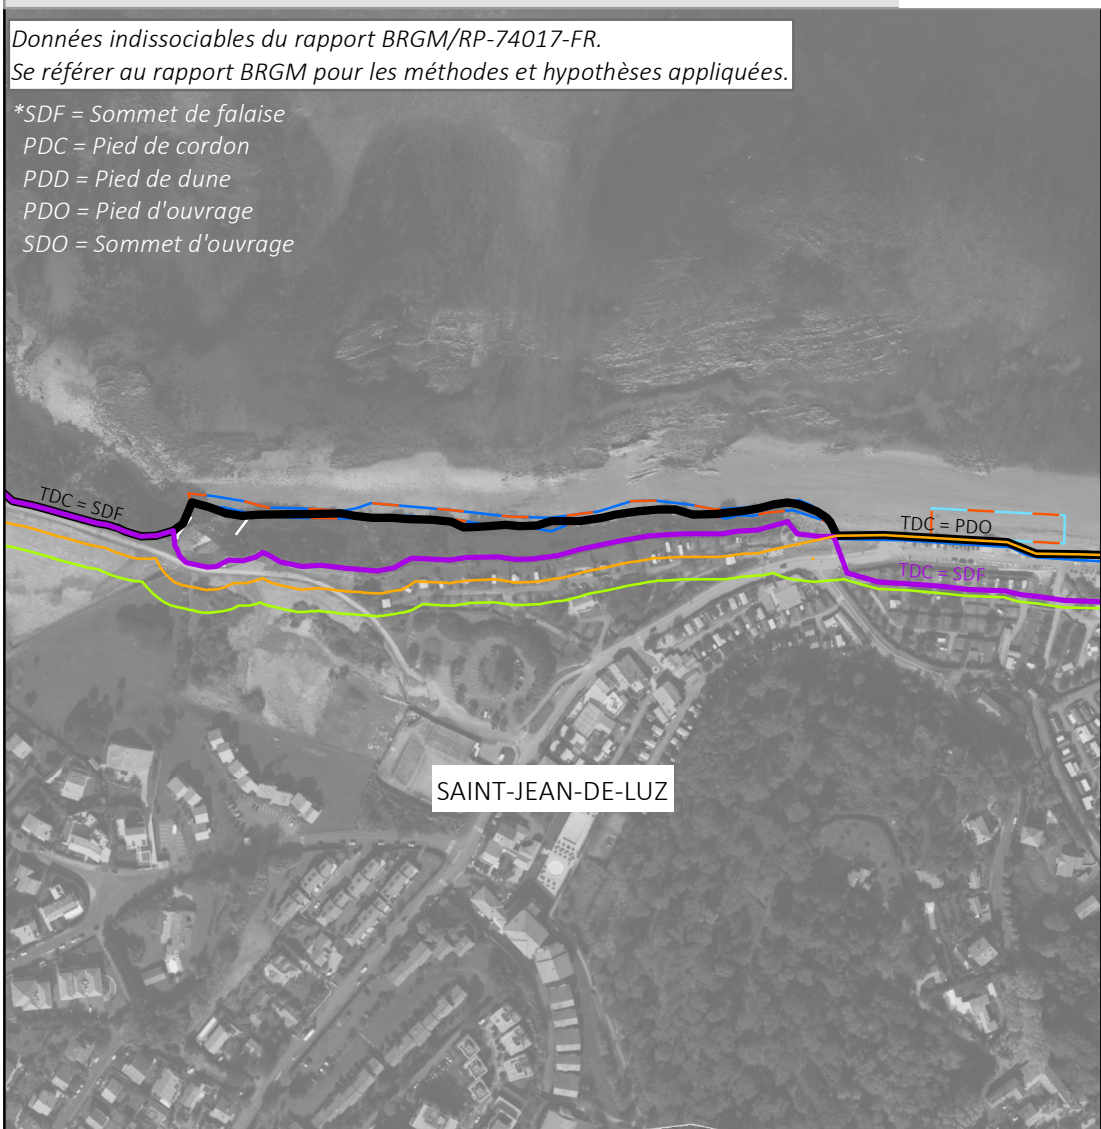 Données indissociables du rapport BRGM/RP-74017-FR.
Se référer au rapport BRGM pour les méthodes et hypothèses appliquées.
*SDF = Sommet de falaise
PDC = Pied de cordon
PDD = Pied de dune
PDO = Pied d'ouvrage
SDO = Sommet d'ouvrage
TDC = SDF
TDC = PDO
TDC = SDF
SAINT-JEAN-DE-LUZ